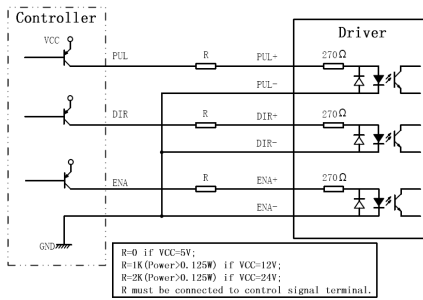 Controller
Driver
VCC
PUL
R
PUL+
270Ω
PUL-
DIR
R
DIR+
270Ω
DIR-
ENA
R
ENA+
270Ω
ENA-
GND
R=0 if VCC=5V;
R=1K(Power>0.125W) if VCC=12V;
R=2K(Power>0.125W) if VCC=24V;
R must be connected to control signal terminal.